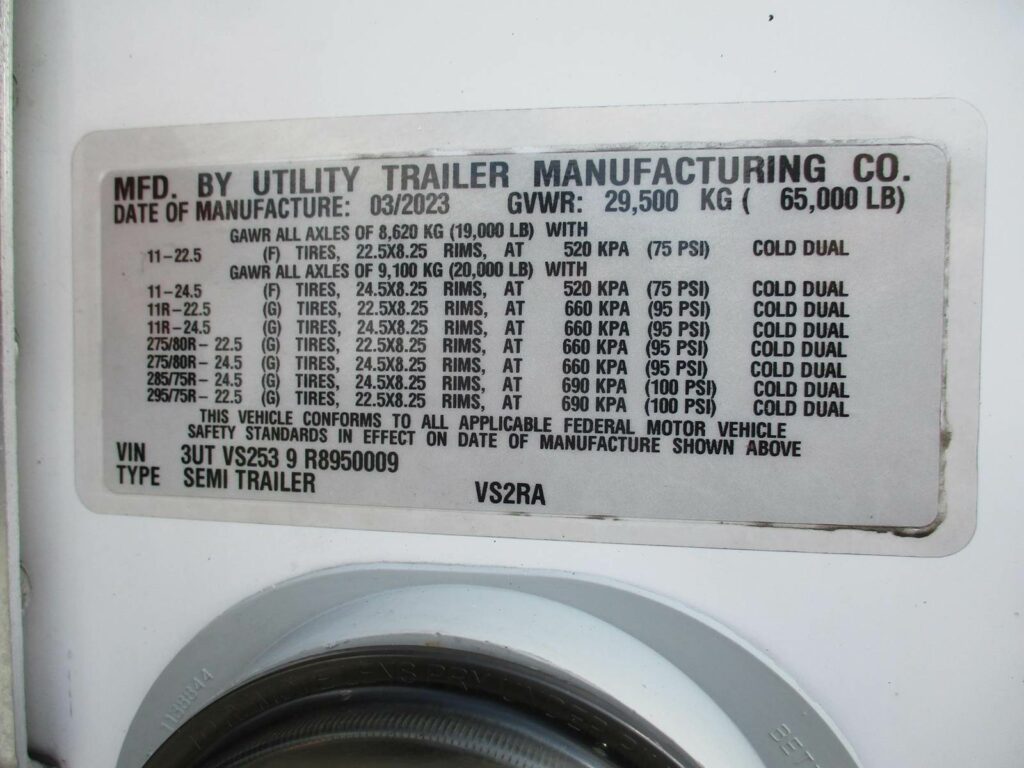 MFD. BY UTILITY TRAILER MANUFACTURING CO.
DATE OF MANUFACTURE: 03/2023 GVWR: 29,500 KG ( 65,000 LB)
GAWR ALL AXLES OF 8,620 KG (19,000 LB) WITH
11-22.5 (F) TIRES, 22.5X8.25 RIMS, AT 520 KPA (75 PSI) COLD DUAL
GAWR ALL AXLES OF 9,100 KG (20,000 LB) WITH
11-24.5 (F) TIRES, 24.5X8.25 RIMS, AT 520 KPA (75 PSI) COLD DUAL
11R-22.5 (G) TIRES, 22.5X8.25 RIMS, AT 660 KPA (95 PSI) COLD DUAL
11R-24.5 (G) TIRES, 24.5X8.25 RIMS, AT 660 KPA (95 PSI) COLD DUAL
275/80R- 22.5 (G) TIRES, 22.5X8.25 RIMS, AT 660 KPA (95 PSI) COLD DUAL
275/80R- 24.5 (G) TIRES, 24.5X8.25 RIMS, AT 660 KPA (95 PSI) COLD DUAL
285/75R- 24.5 (G) TIRES, 24.5X8.25 RIMS, AT 690 KPA (100 PSI) COLD DUAL
295/75R- 22.5 (G) TIRES, 22.5X8.25 RIMS, AT 690 KPA (100 PSI) COLD DUAL
THIS VEHICLE CONFORMS TO ALL APPLICABLE FEDERAL MOTOR VEHICLE
SAFETY STANDARDS IN EFFECT ON DATE OF MANUFACTURE SHOWN ABOVE
VIN 3UT VS253 9 R8950009
TYPE SEMI TRAILER VS2RA